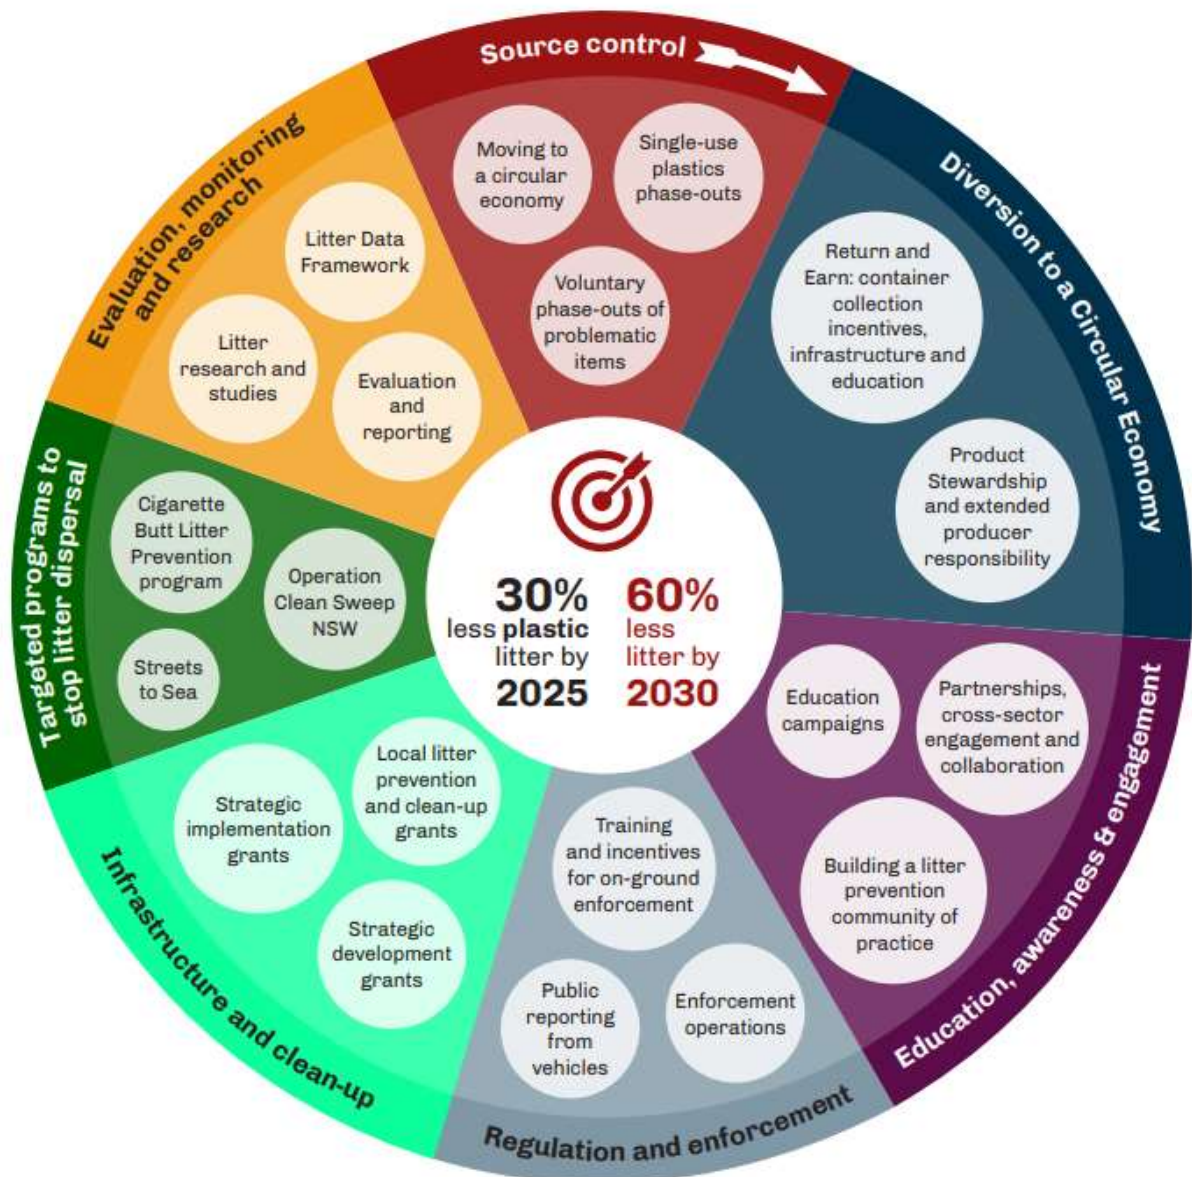 Source control
Moving to
a circular
economy
Single-use
plastics
phase-outs
Voluntary
phase-outs of
problematic
items
Diversion to a Circular Economy
Return and
Earn: container
collection
incentives,
infrastructure and
education
Product
Stewardship
and extended
producer
responsibility
Education, awareness & engagement
Education
campaigns
Partnerships,
cross-sector
engagement and
collaboration
Building a litter
prevention
community of
practice
Regulation and enforcement
Training
and incentives
for on-ground
enforcement
Public
reporting
from
vehicles
Enforcement
operations
Infrastructure and clean-up
Local litter
prevention
and clean-up
grants
Strategic
implementation
grants
Strategic
development
grants
Targeted programs to
stop litter dispersal
Cigarette
Butt Litter
Prevention
program
Operation
Clean Sweep
NSW
Streets
to Sea
Evaluation, monitoring
and research
Litter Data
Framework
Litter
research and
studies
Evaluation
and
reporting
30%
less plastic
litter by
2025
60%
less
litter by
2030